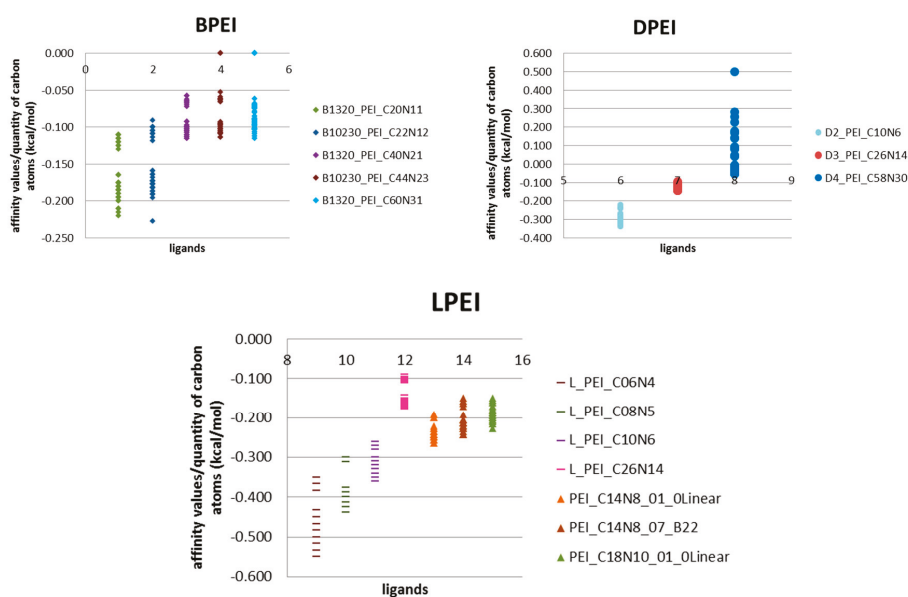 BPEI
affinity values/quantity of carbon
atoms (kcal/mol)
0.000
-0.050
-0.100
-0.150
-0.200
-0.250
0 2 4 6
ligands
B1320_PEI_C20N11
B10230_PEI_C22N12
B1320_PEI_C40N21
B10230_PEI_C44N23
B1320_PEI_C60N31
DPEI
affinity values/quantity of carbon
atoms (kcal/mol)
0.600
0.500
0.400
0.300
0.200
0.100
0.000
-0.100
-0.200
-0.300
-0.400
5 6 7 8 9
ligands
D2_PEI_C10N6
D3_PEI_C26N14
D4_PEI_C58N30
LPEI
affinity values/quantity of carbon
atoms (kcal/mol)
0.000
-0.100
-0.200
-0.300
-0.400
-0.500
-0.600
8 10 12 14 16
ligands
L_PEI_C06N4
L_PEI_C08N5
L_PEI_C10N6
L_PEI_C26N14
PEI_C14N8_01_0Linear
PEI_C14N8_07_B22
PEI_C18N10_01_0Linear